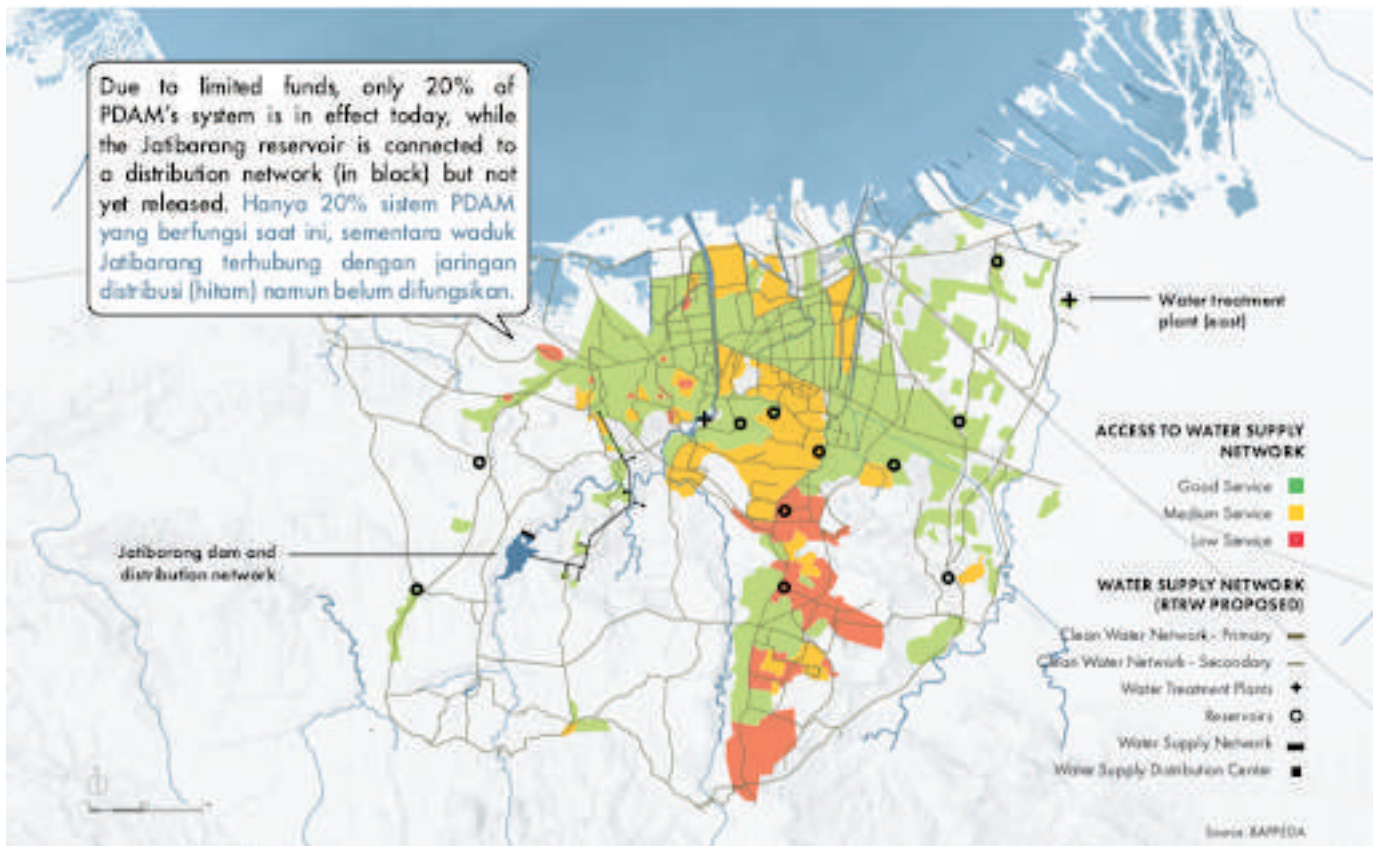 Due to limited funds, only 20% of
PDAM's system is in effect today, while
the Jatibarang reservoir is connected to
a distribution network (in black) but not
yet released. Hanya 20% sistem PDAM
yang berfungsi saat ini, sementara waduk
Jatibarang terhubung dengan jaringan
distribusi (hitam) namun belum difungsikan.
Water treatment
plant (east)
ACCESS TO WATER SUPPLY
NETWORK
Good Service
Medium Service
Low Service
Jatibarang dam and
distribution network
WATER SUPPLY NETWORK
(RTRW PROPOSED)
Clean Water Network - Primary
Clean Water Network - Secondary
Water Treatment Plants
Reservoirs
Water Supply Network
Water Supply Distribution Center
Source: BAPPEDA